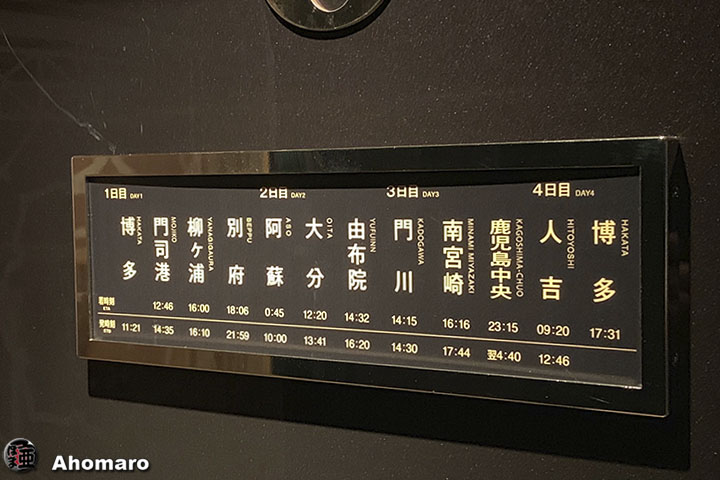 1日目 DAY1 2日目 DAY2 3日目 DAY3 4日目 DAY4
博多 HAKATA
門司港 MOJIKO
柳ヶ浦 YANAGIGAURA
別府 BEPPU
阿蘇 ASO
大分 OITA
由布院 YUFUINN
門川 KADOGAWA
南宮崎 MINAMI MIYAZAKI
鹿児島中央 KAGOSHIMA-CHUO
人吉 HITOYOSHI
博多 HAKATA
着時刻 ETA 12:46 16:00 18:06 0:45 12:20 14:32 14:15 16:16 23:15 09:20 17:31
発時刻 ETD 11:21 14:35 16:10 21:59 10:00 13:41 16:20 14:30 17:44 翌4:40 12:46
Ahomaro